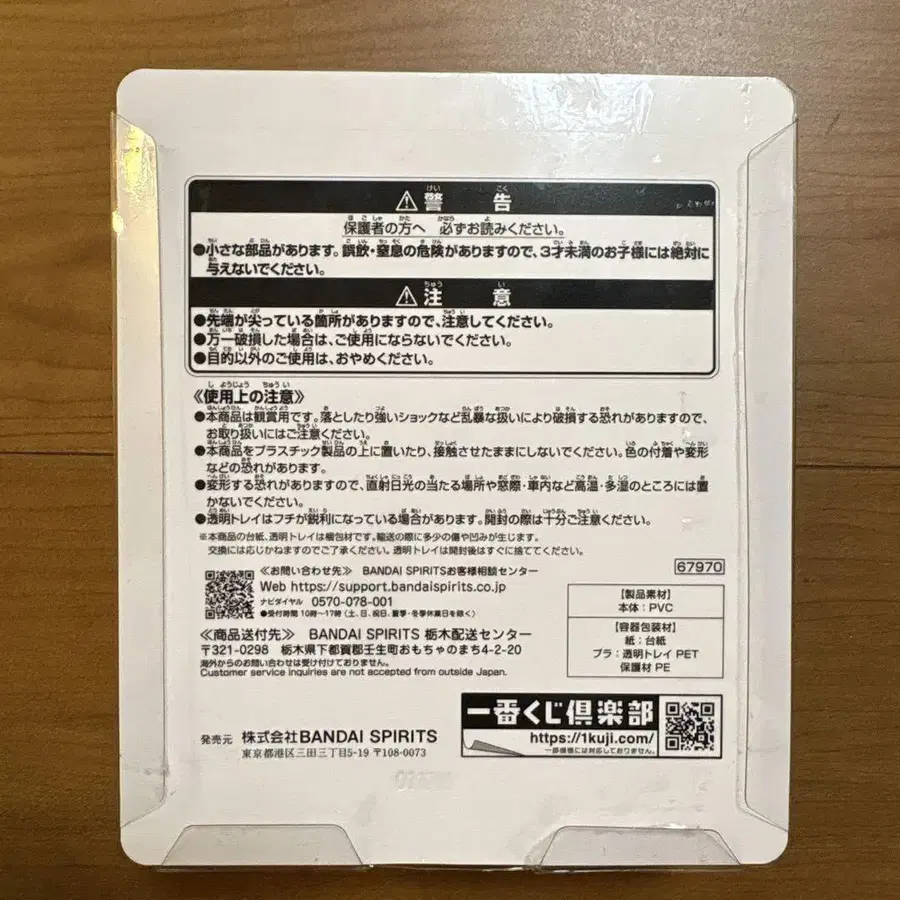 ⚠警告
保護者の方へ 必ずお読みください。
●小さな部品があります。誤飲・窒息の危険がありますので、3才未満のお子様には絶対に
与えないでください。
⚠注意
●先端が尖っている箇所がありますので、注意してください。
●万一破損した場合は、ご使用にならないでください。
●目的以外のご使用は、おやめください。
《使用上の注意》
●本商品は観賞用です。落としたり強いショックなど乱暴な扱いにより破損する恐れがありますので、
お取り扱いにはご注意ください。
●本商品をプラスチック製品の上に置いたり、接触させたままにしないでください。色の付着や変形
などの恐れがあります。
●変形する恐れがありますので、直射日光の当たる場所や窓際・車内など高温・多湿のところには置
かないでください。
●透明トレイはフチが鋭利になっている場合があります。開封の際は十分ご注意ください。
※本商品の台紙、透明トレイは梱包材です。輸送の際に多少の傷や凹みが生じます。
交換には応じかねますのでご了承ください。透明トレイは開封後はすぐに捨ててください。
《お問い合わせ先》 BANDAI SPIRITSお客様相談センター
Web https://support.bandaispirits.co.jp
ナビダイヤル 0570-078-001
●受付時間 10時〜17時(土、日、祝日、夏季・冬季休業日を除く)
《商品送付先》 BANDAI SPIRITS 栃木配送センター
〒321-0298 栃木県下都賀郡壬生町おもちゃのまち4-2-20
海外からのお問い合わせは受け付けておりません。
Customer service inquiries are not accepted from outside Japan.
67970
【製品素材】
本体：PVC
【容器包装材】
紙：台紙
プラ：透明トレイ PET
保護材 PE
発売元 株式会社BANDAI SPIRITS
東京都港区三田三丁目5-19 〒108-0073
一番くじ倶楽部
https://1kuji.com/
一部機種には対応しておりません。